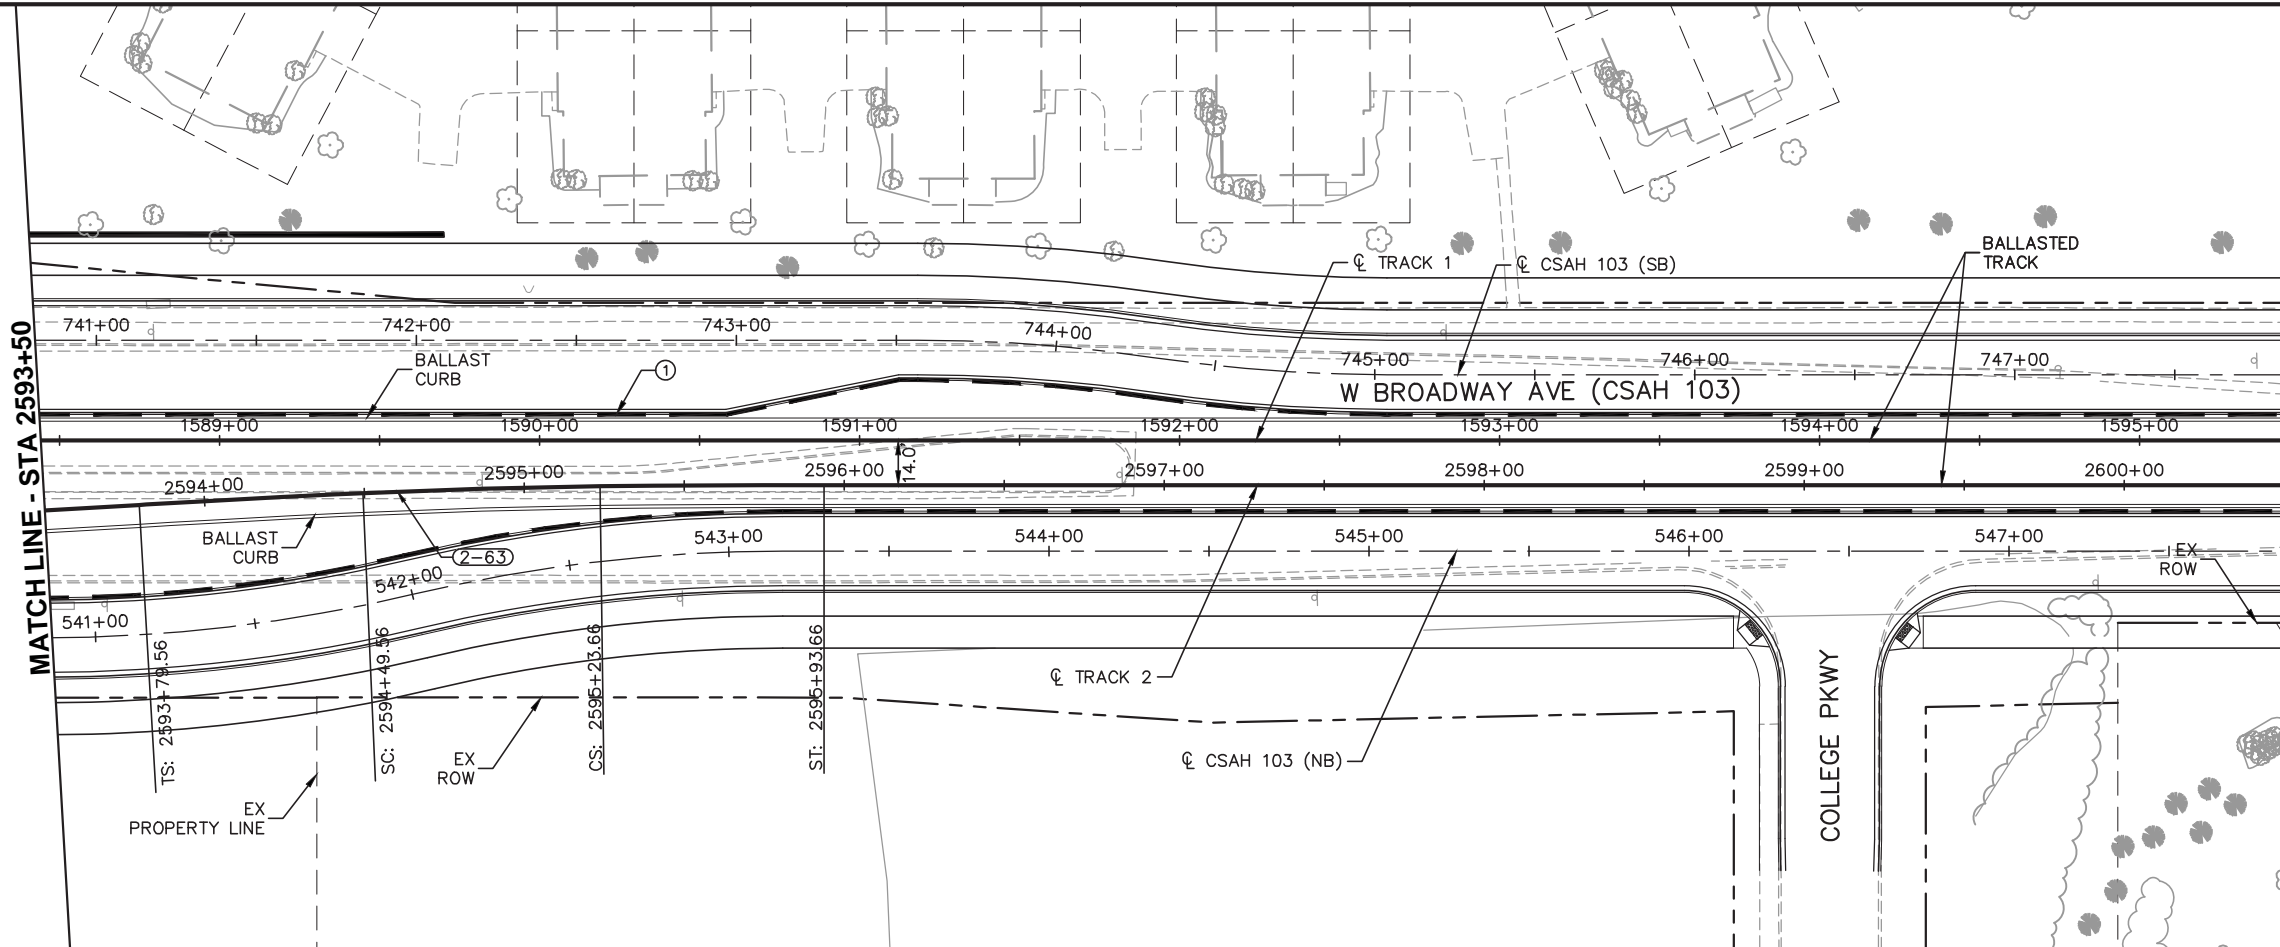 MATCH LINE - STA 2593+50
BALLASTED
TRACK
℄ TRACK 1
℄ CSAH 103 (SB)
741+00
742+00
743+00
744+00
745+00
746+00
747+00
BALLAST
CURB
1
W BROADWAY AVE (CSAH 103)
1589+00
1590+00
1591+00
1592+00
1593+00
1594+00
1595+00
14.0'
2594+00
2595+00
2596+00
2597+00
2598+00
2599+00
2600+00
BALLAST
CURB
2-63
541+00
542+00
543+00
544+00
545+00
546+00
547+00
EX
ROW
TS: 2593+79.56
SC: 2594+49.56
CS: 2595+23.66
ST: 2595+93.66
℄ TRACK 2
℄ CSAH 103 (NB)
COLLEGE PKWY
EX
ROW
EX
PROPERTY LINE